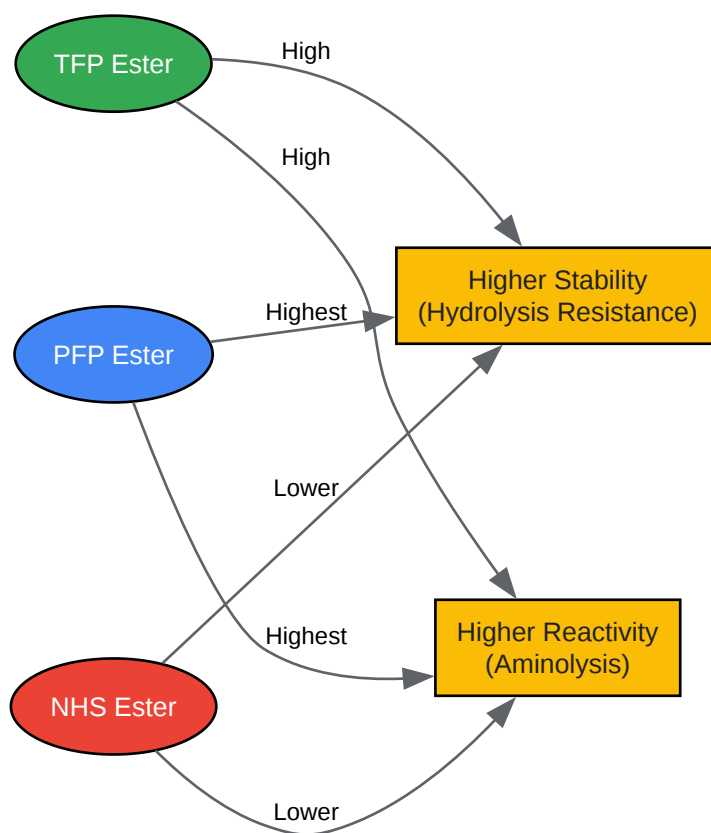 TFP Ester
High
High
Higher Stability
(Hydrolysis Resistance)
Highest
PFP Ester
Lower
Highest
Higher Reactivity
(Aminolysis)
NHS Ester
Lower